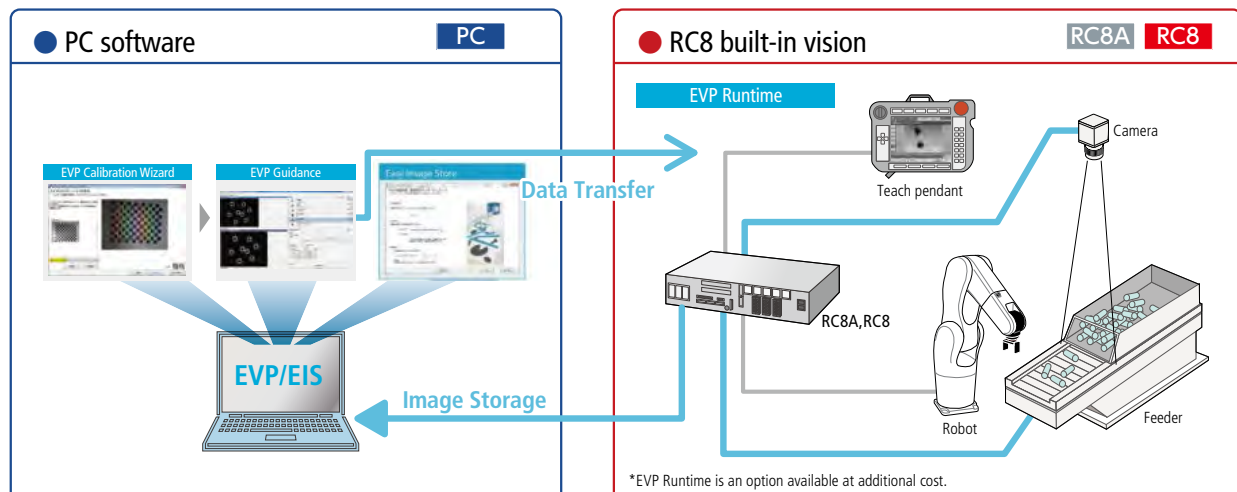 PC software
PC
EVP Calibration Wizard
EVP Guidance
Easi Image Store
Data Transfer
EVP/EIS
Image Storage
RC8 built-in vision
RC8A
RC8
EVP Runtime
Teach pendant
Camera
RC8A,RC8
Robot
Feeder
*EVP Runtime is an option available at additional cost.